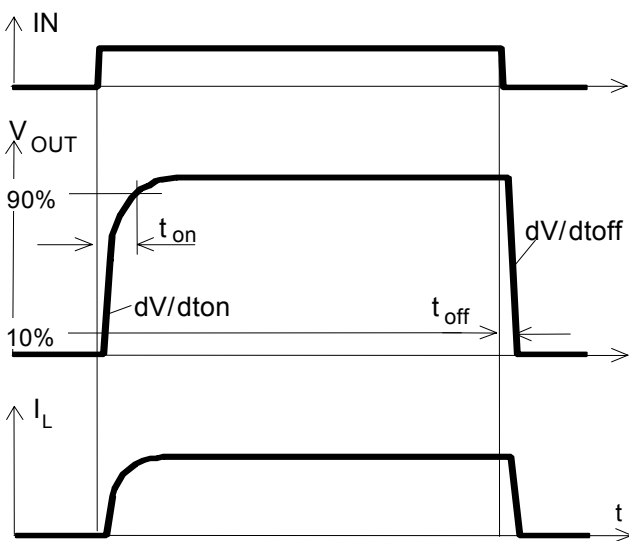 IN
V OUT
90%
t on
dV/dtoff
dV/dton
t off
10%
I L
t